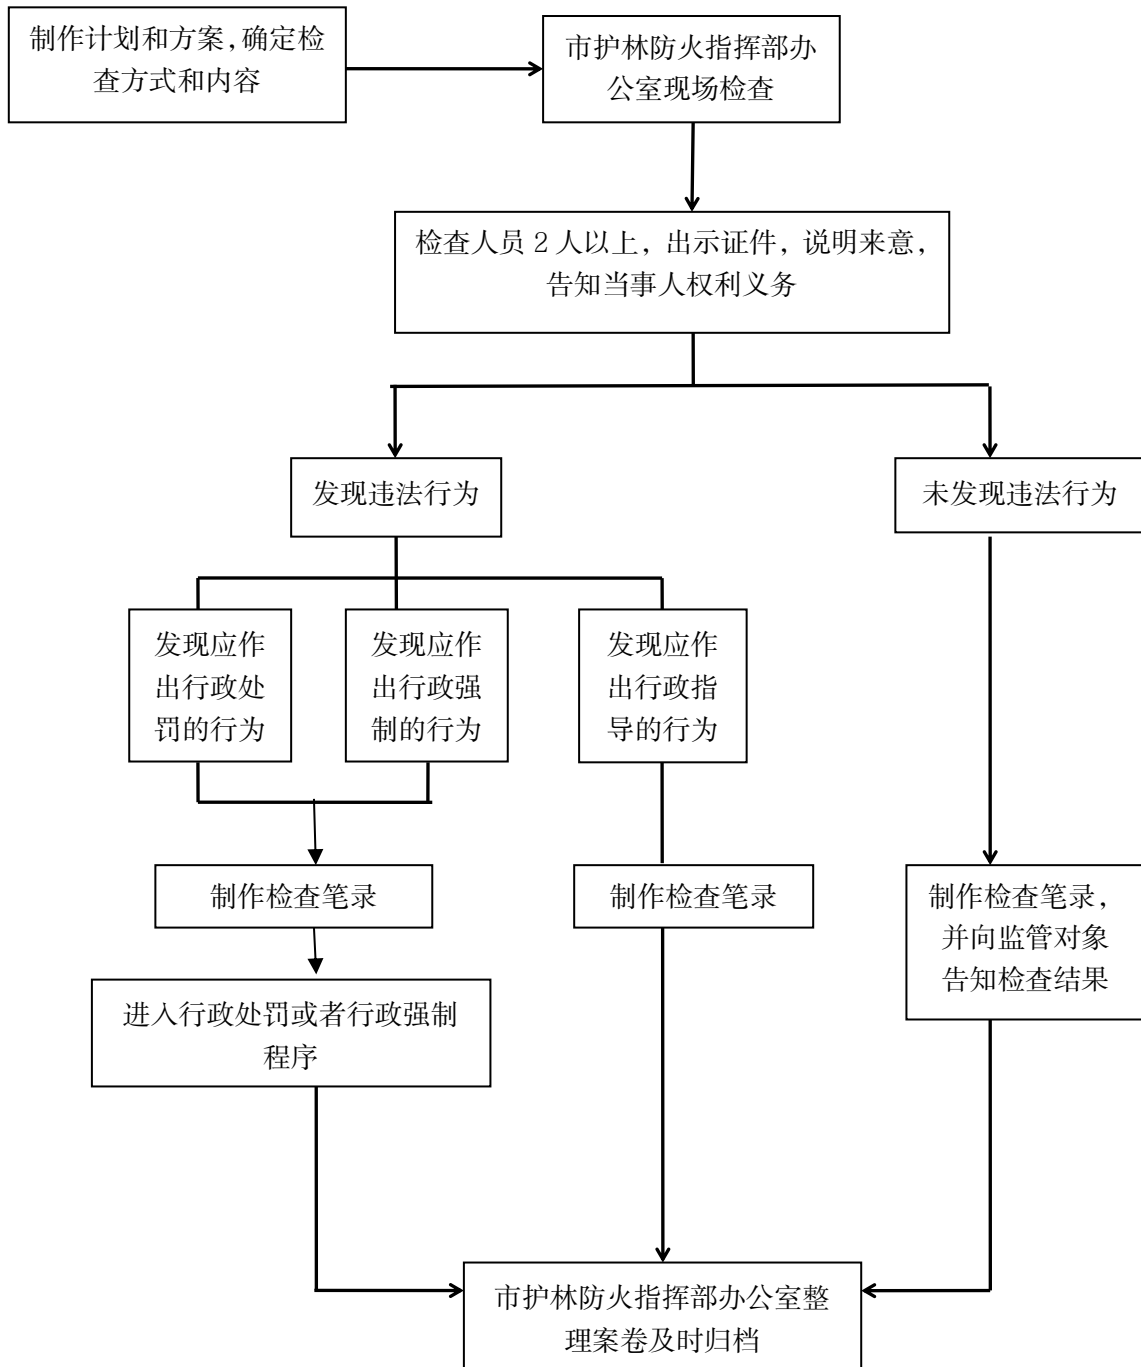 制作计划和方案,确定检
查方式和内容
市护林防火指挥部办
公室现场检查
检查人员 2 人以上，出示证件，说明来意，
告知当事人权利义务
发现违法行为
未发现违法行为
发现应作
出行政处
罚的行为
发现应作
出行政强
制的行为
发现应作
出行政指
导的行为
制作检查笔录
制作检查笔录
制作检查笔录，
并向监管对象
告知检查结果
进入行政处罚或者行政强制
程序
市护林防火指挥部办公室整
理案卷及时归档